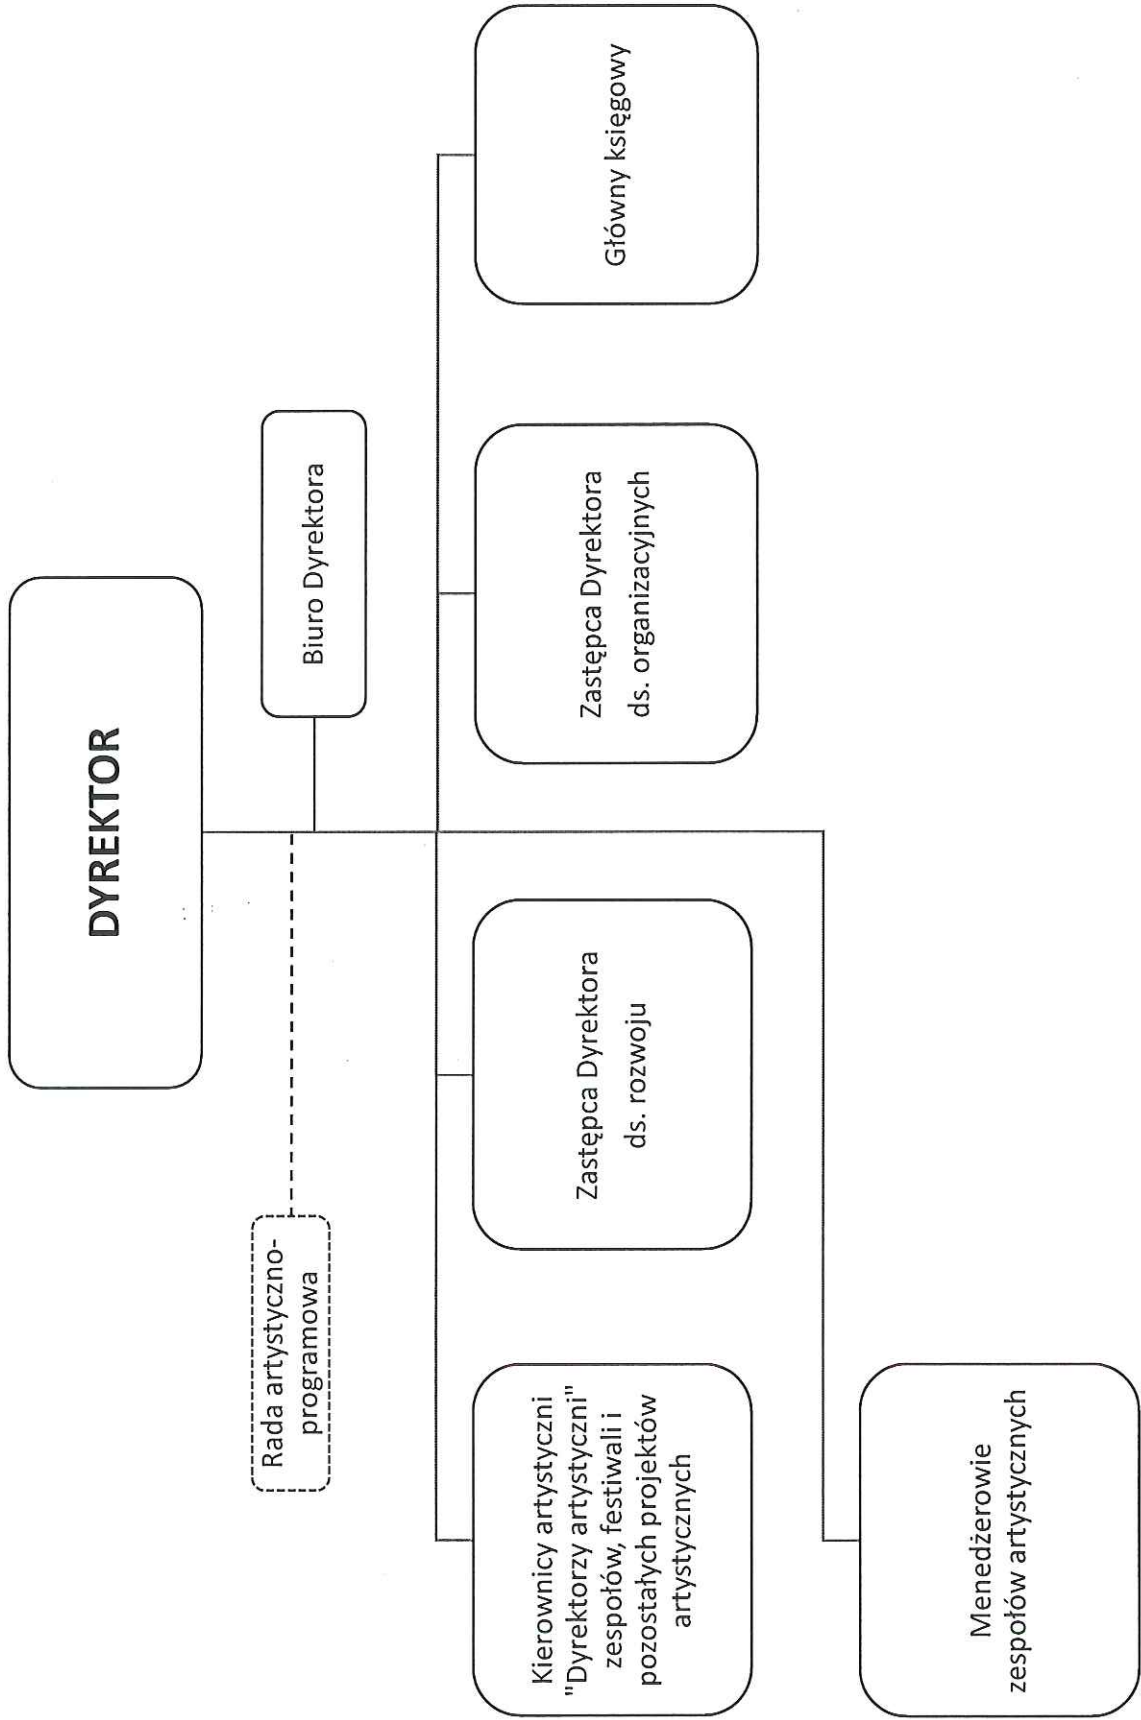 DYREKTOR
Rada artystyczno-
programowa
Biuro Dyrektora
Kierownicy artystyczni
"Dyrektorzy artystyczni"
zespołów, festiwali i
pozostałych projektów
artystycznych
Zastępca Dyrektora
ds. rozwoju
Zastępca Dyrektora
ds. organizacyjnych
Główny księgowy
Menedżerowie
zespołów artystycznych